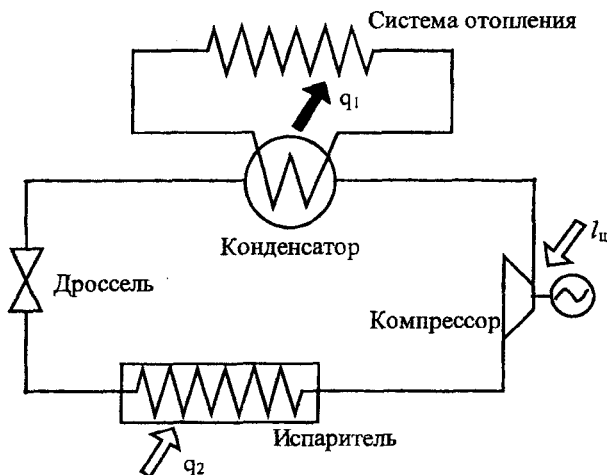 Система отопления
q1
Конденсатор
lц
Дроссель
Компрессор
Испаритель
q2